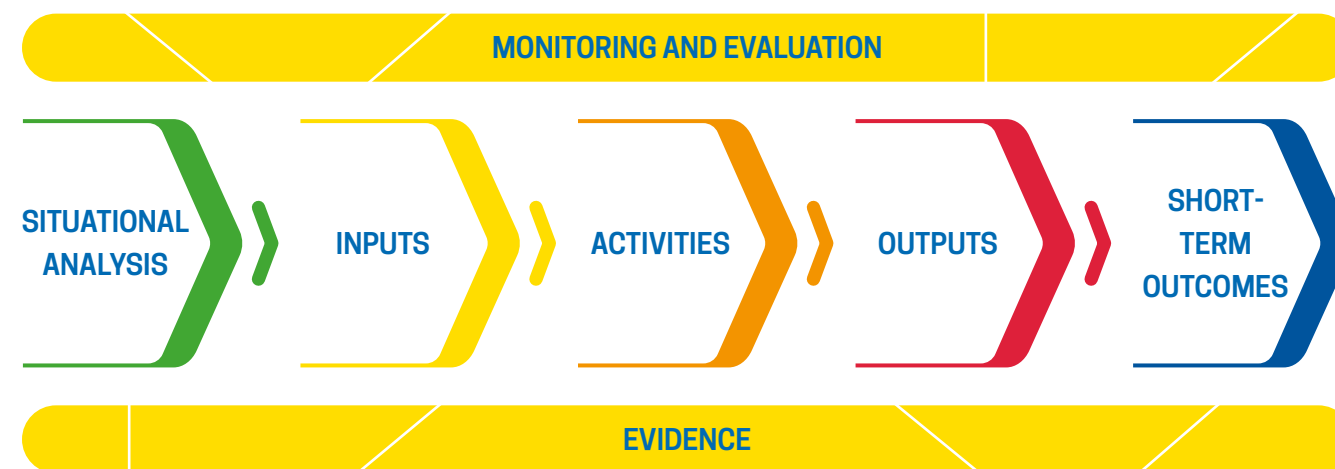 MONITORING AND EVALUATION
SITUATIONAL
ANALYSIS
INPUTS
ACTIVITIES
OUTPUTS
SHORT-
TERM
OUTCOMES
EVIDENCE